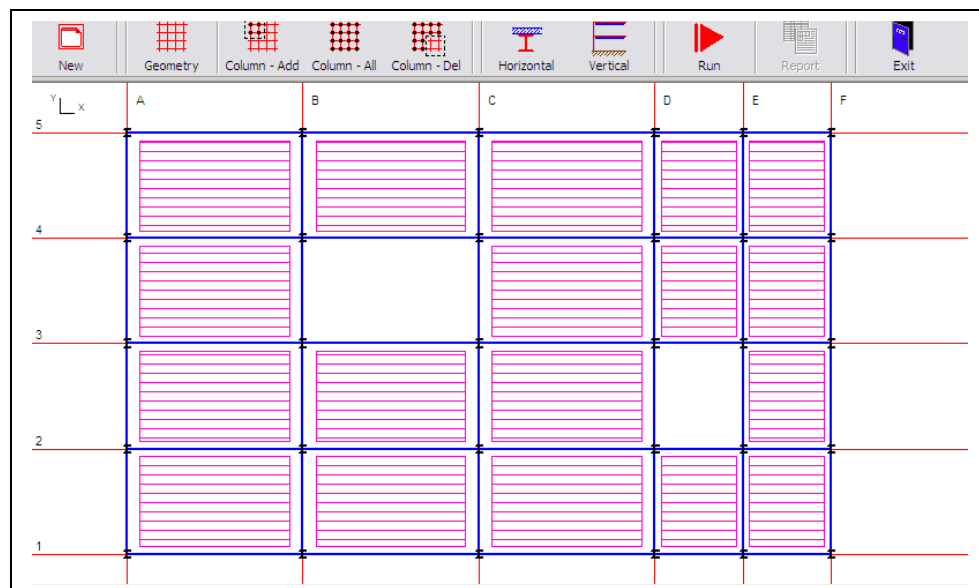 New Geometry Column - Add Column - All Column - Del Horizontal Vertical Run Report Exit
Y X A B C D E F
5
4
3
2
1